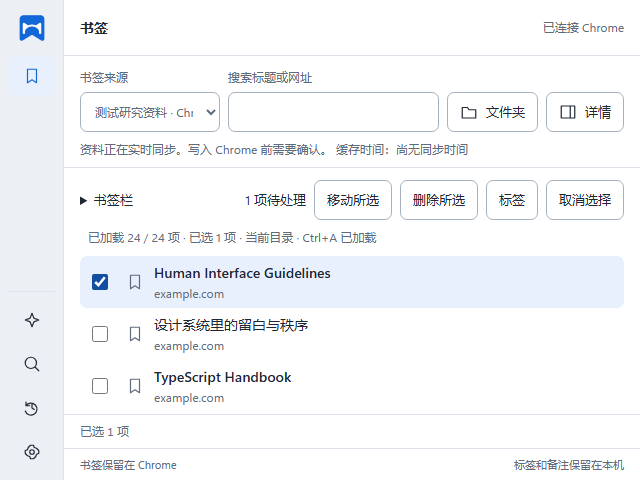 书签
已连接 Chrome
书签来源
搜索标题或网址
测试研究资料 · Chr
文件夹
详情
资料正在实时同步。写入 Chrome 前需要确认。 缓存时间：尚无同步时间
书签栏
1 项待处理
移动所选
删除所选
标签
取消选择
已加载 24 / 24 项 · 已选 1 项 · 当前目录 · Ctrl+A 已加载
Human Interface Guidelines
example.com
设计系统里的留白与秩序
example.com
TypeScript Handbook
example.com
已选 1 项
书签保留在 Chrome
标签和备注保留在本机